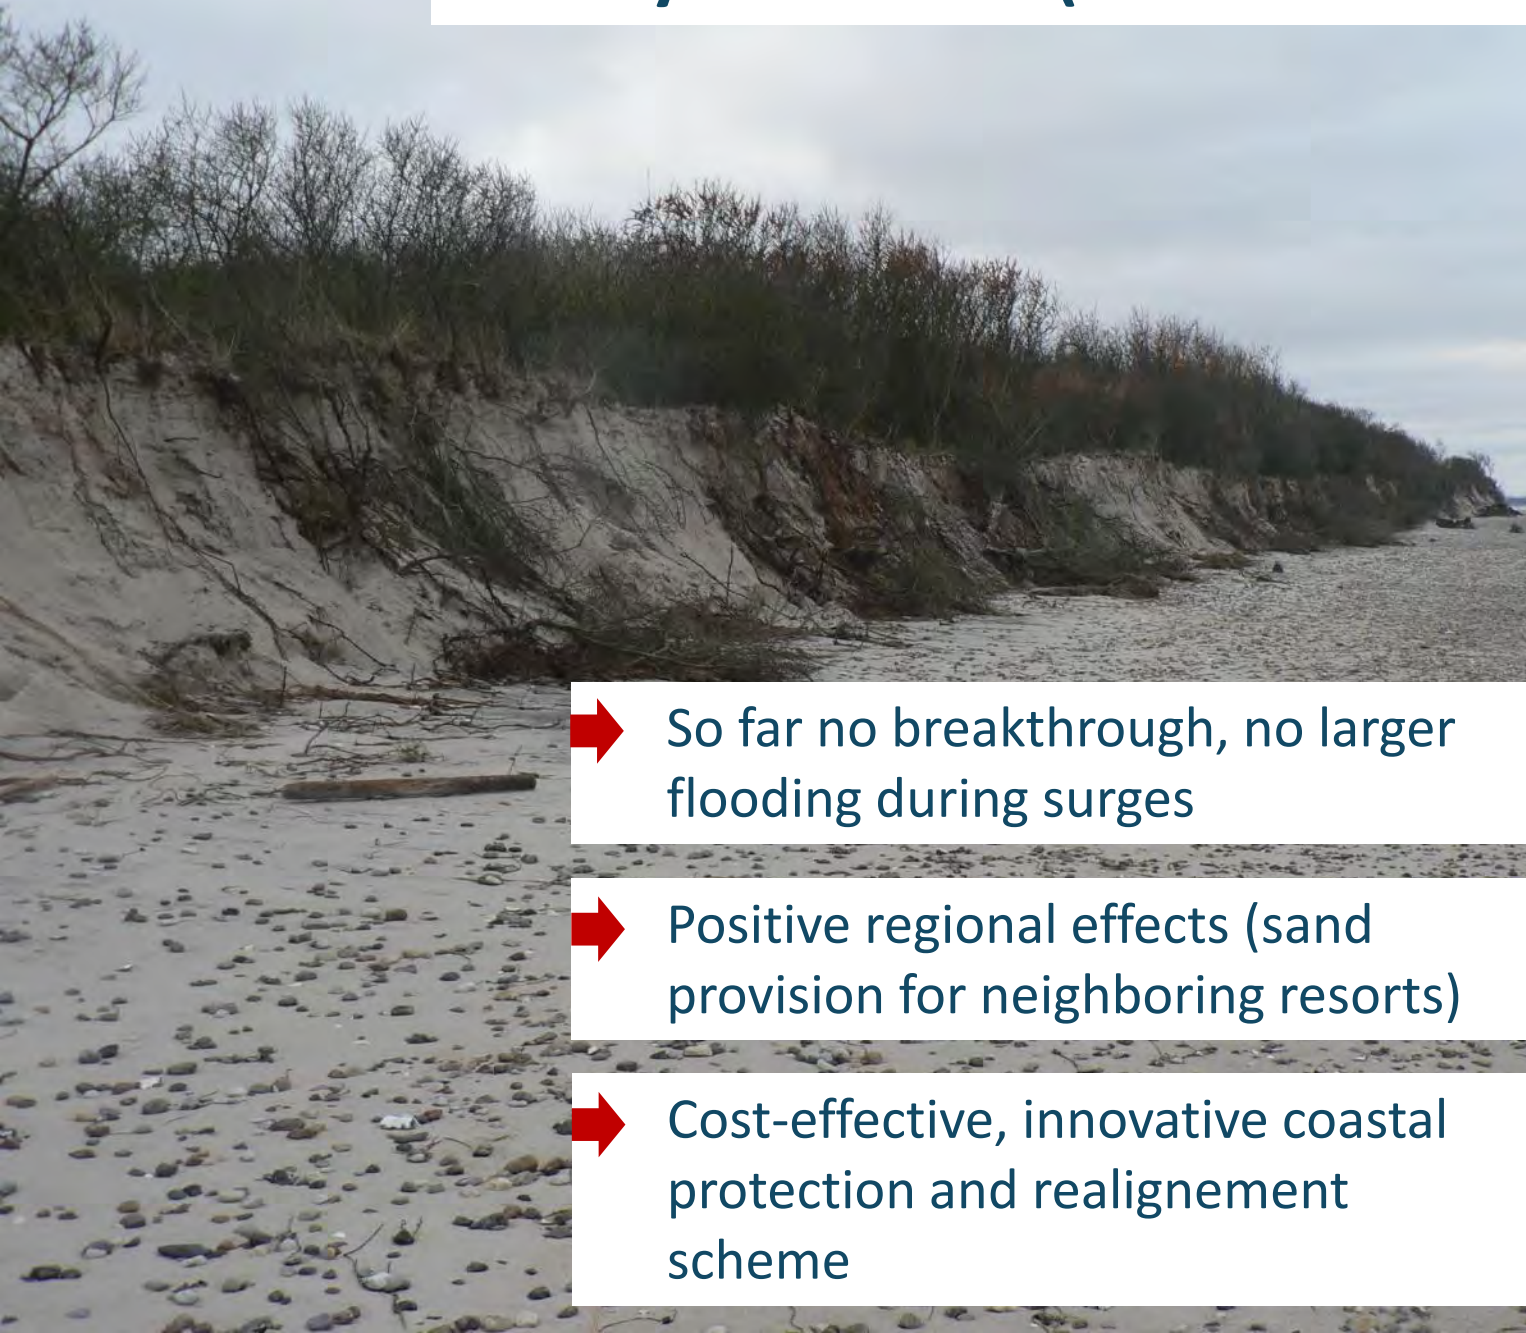 So far no breakthrough, no larger
flooding during surges
Positive regional effects (sand
provision for neighboring resorts)
Cost-effective, innovative coastal
protection and realignement
scheme